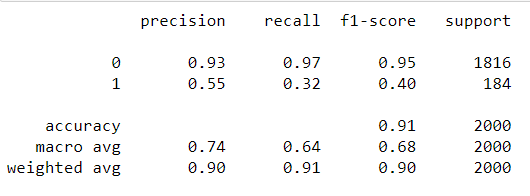 precision recall f1-score support
0 0.93 0.97 0.95 1816
1 0.55 0.32 0.40 184
accuracy 0.91 2000
macro avg 0.74 0.64 0.68 2000
weighted avg 0.90 0.91 0.90 2000